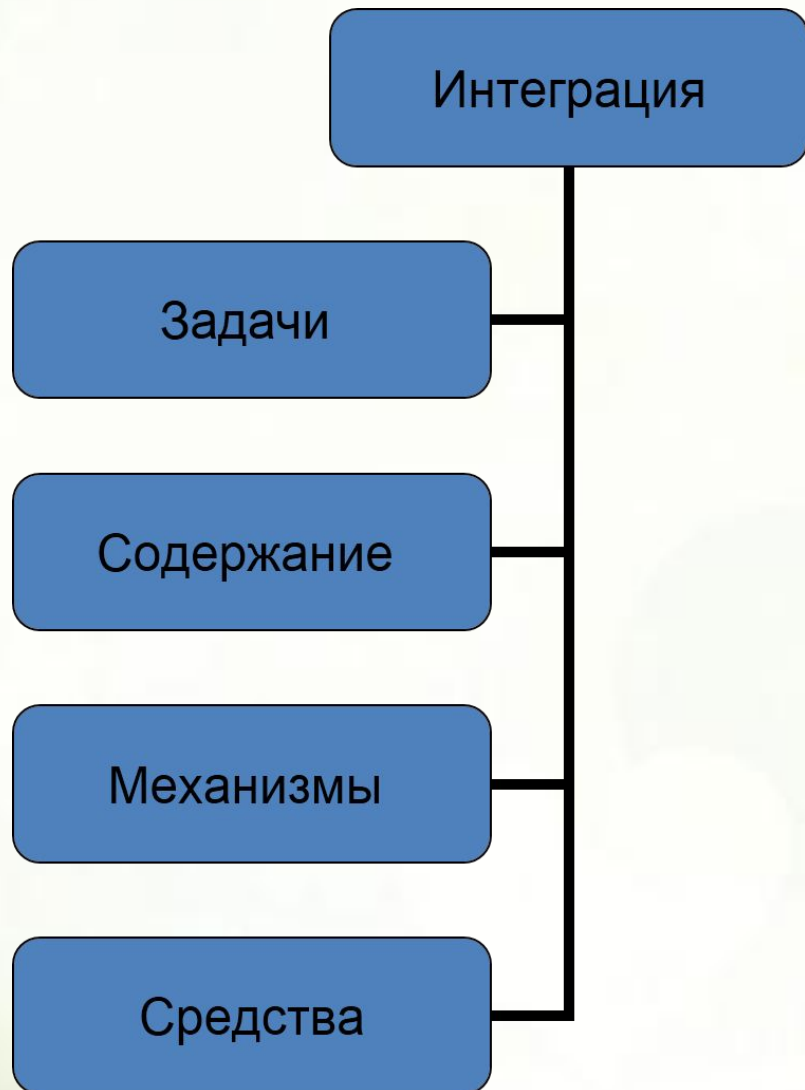 Интеграция
Задачи
Содержание
Механизмы
Средства